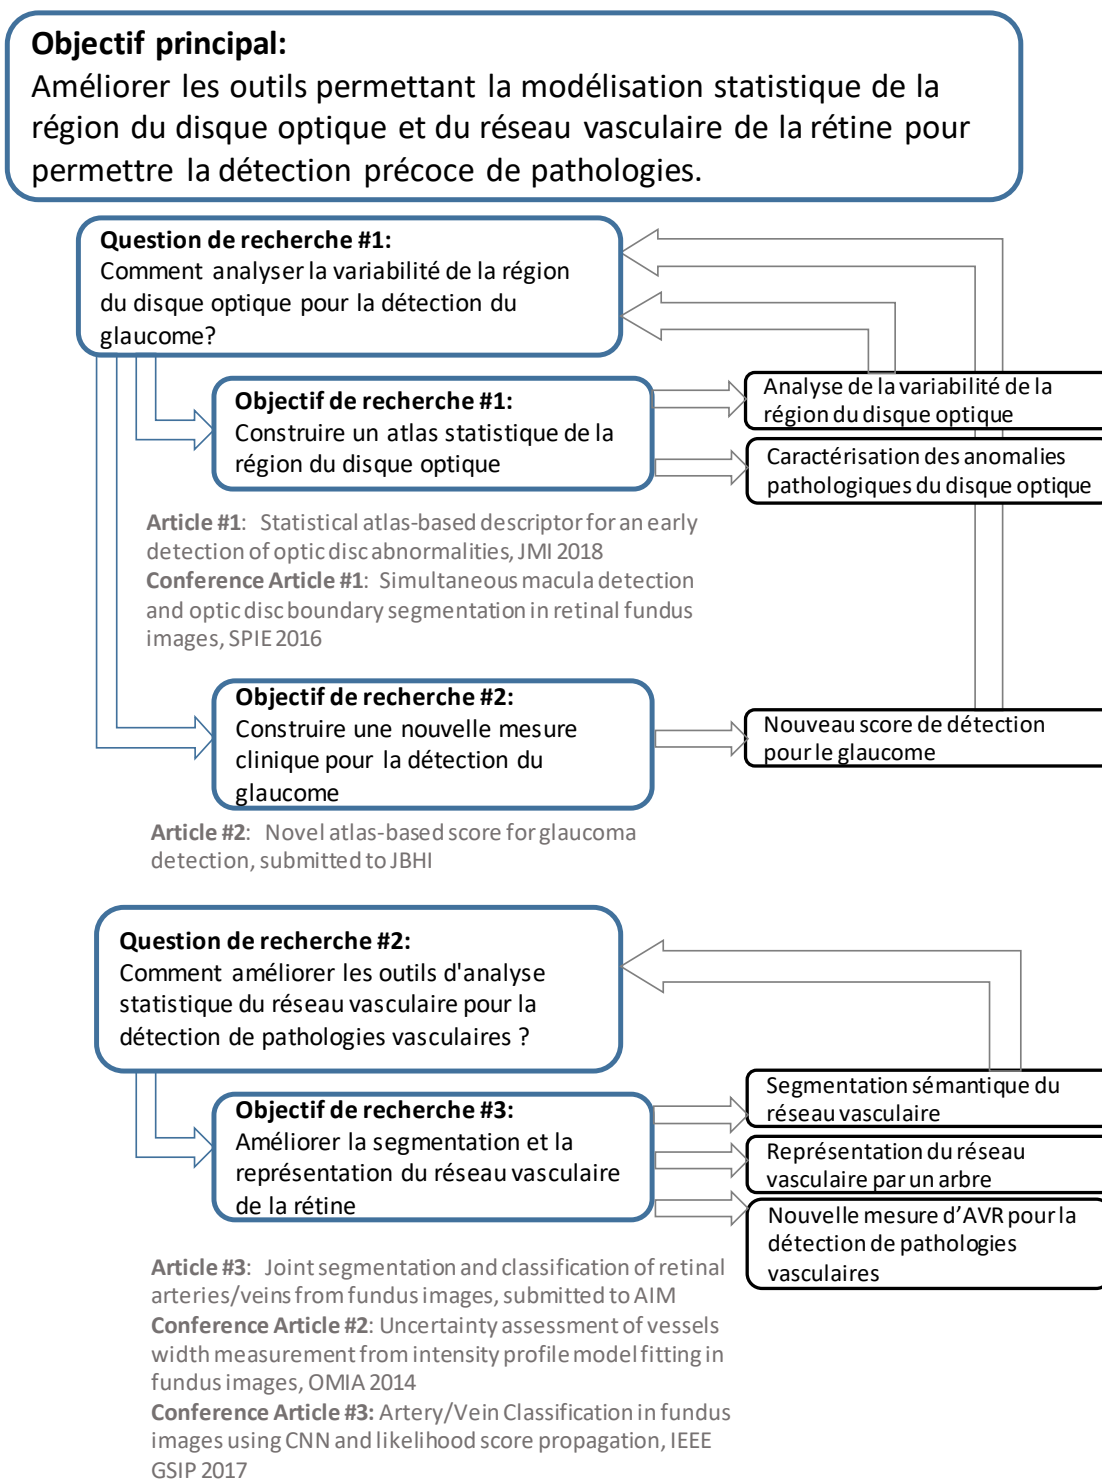 Objectif principal:
Améliorer les outils permettant la modélisation statistique de la
région du disque optique et du réseau vasculaire de la rétine pour
permettre la détection précoce de pathologies.
Question de recherche #1:
Comment analyser la variabilité de la région
du disque optique pour la détection du
glaucome?
Objectif de recherche #1:
Construire un atlas statistique de la
région du disque optique
Analyse de la variabilité de la
région du disque optique
Caractérisation des anomalies
pathologiques du disque optique
Article #1: Statistical atlas-based descriptor for an early
detection of optic disc abnormalities, JMI 2018
Conference Article #1: Simultaneous macula detection
and optic disc boundary segmentation in retinal fundus
images, SPIE 2016
Objectif de recherche #2:
Construire une nouvelle mesure
clinique pour la détection du
glaucome
Nouveau score de détection
pour le glaucome
Article #2: Novel atlas-based score for glaucoma
detection, submitted to JBHI
Question de recherche #2:
Comment améliorer les outils d'analyse
statistique du réseau vasculaire pour la
détection de pathologies vasculaires ?
Objectif de recherche #3:
Améliorer la segmentation et la
représentation du réseau vasculaire
de la rétine
Segmentation sémantique du
réseau vasculaire
Représentation du réseau
vasculaire par un arbre
Nouvelle mesure d’AVR pour la
détection de pathologies
vasculaires
Article #3: Joint segmentation and classification of retinal
arteries/veins from fundus images, submitted to AIM
Conference Article #2: Uncertainty assessment of vessels
width measurement from intensity profile model fitting in
fundus images, OMIA 2014
Conference Article #3: Artery/Vein Classification in fundus
images using CNN and likelihood score propagation, IEEE
GSIP 2017